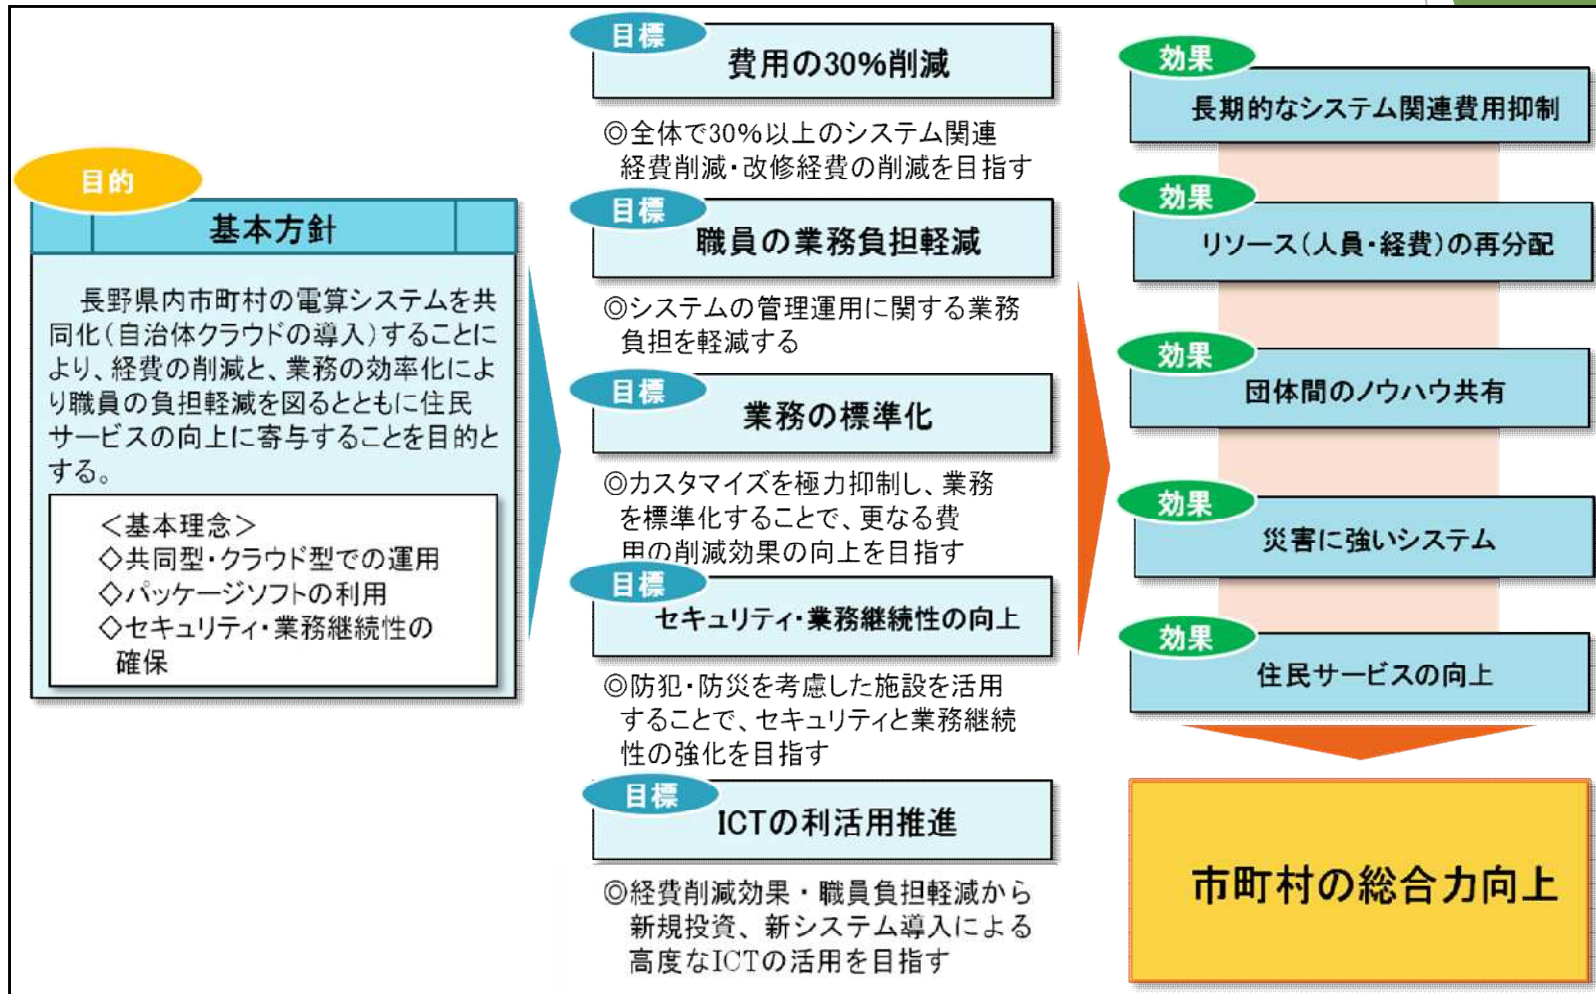 目的
基本方針
長野県内市町村の電算システムを共
同化(自治体クラウドの導入)することに
より、経費の削減と、業務の効率化によ
り職員の負担軽減を図るとともに住民
サービスの向上に寄与することを目的と
する。
＜基本理念＞
◇共同型・クラウド型での運用
◇パッケージソフトの利用
◇セキュリティ・業務継続性の
確保
目標
費用の30%削減
◎全体で30%以上のシステム関連
経費削減・改修経費の削減を目指す
目標
職員の業務負担軽減
◎システムの管理運用に関する業務
負担を軽減する
目標
業務の標準化
◎カスタマイズを極力抑制し、業務
を標準化することで、更なる費
用の削減効果の向上を目指す
目標
セキュリティ・業務継続性の向上
◎防犯・防災を考慮した施設を活用
することで、セキュリティと業務継続
性の強化を目指す
目標
ICTの利活用推進
◎経費削減効果・職員負担軽減から
新規投資、新システム導入による
高度なICTの活用を目指す
効果
長期的なシステム関連費用抑制
効果
リソース(人員・経費)の再分配
効果
団体間のノウハウ共有
効果
災害に強いシステム
効果
住民サービスの向上
市町村の総合力向上